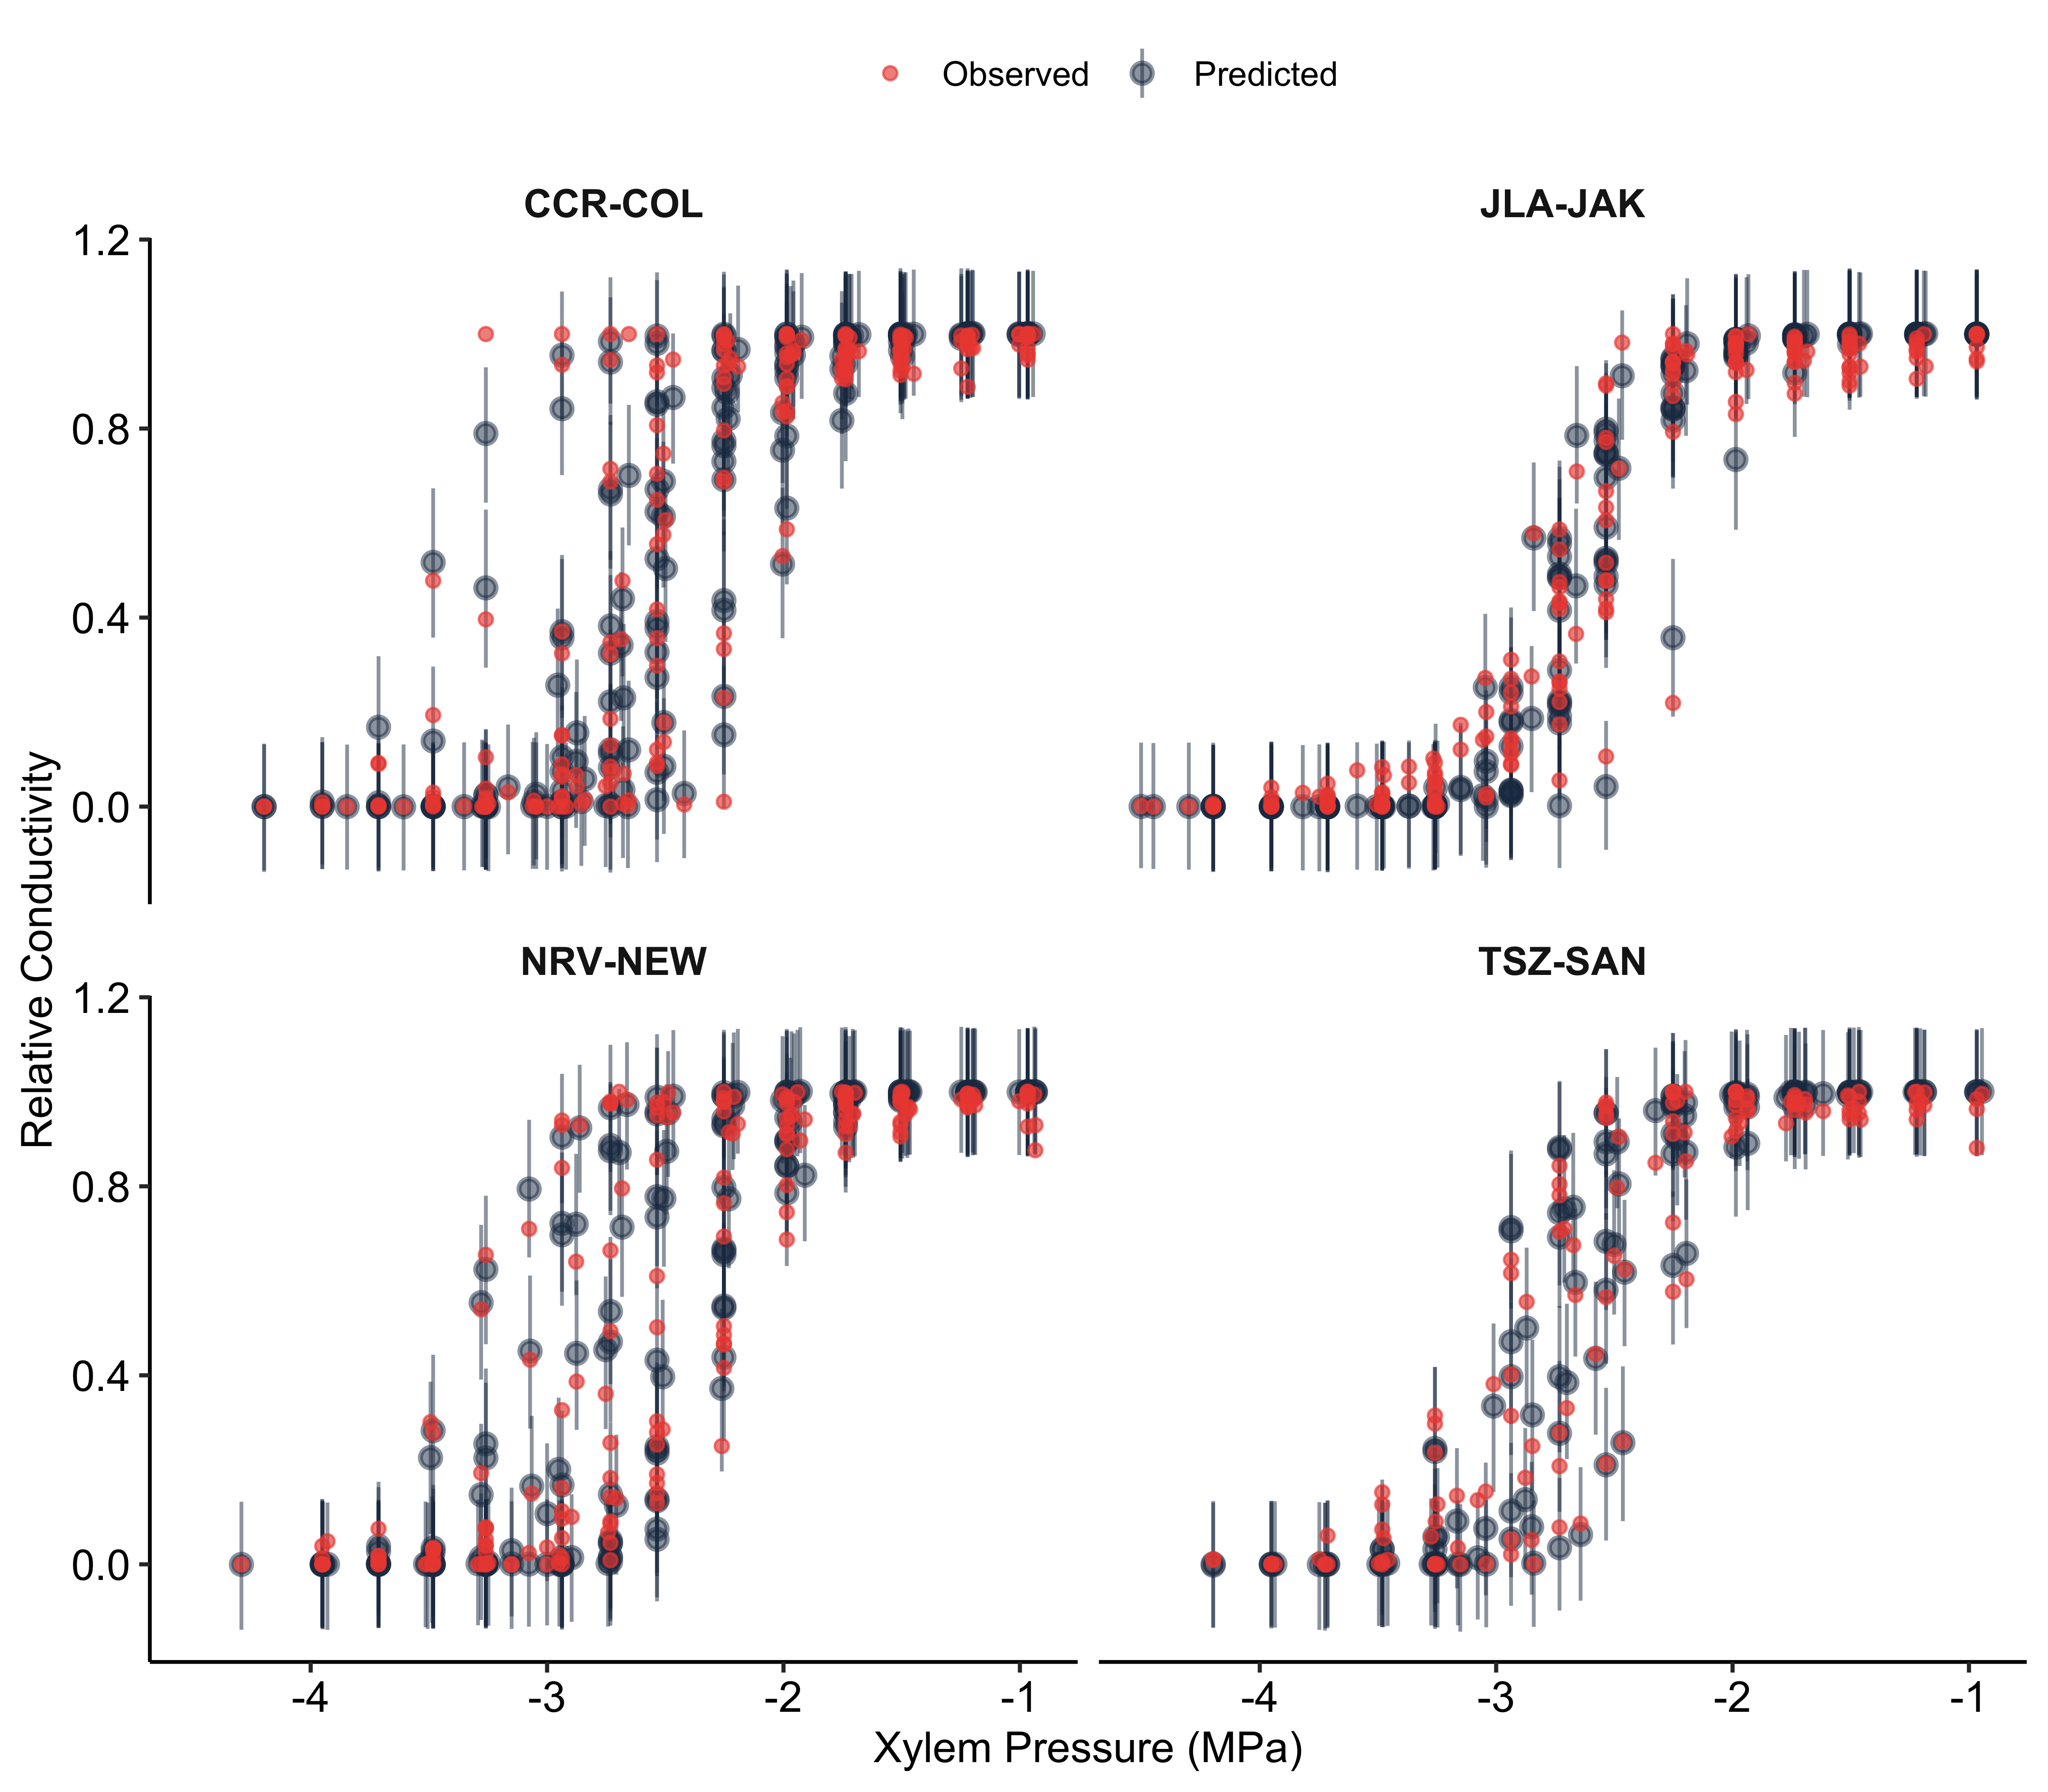 Observed Predicted
CCR-COL JLA-JAK
1.2
0.8
0.4
0.0
NRV-NEW TSZ-SAN
1.2
0.8
0.4
0.0
-4 -3 -2 -1 -4 -3 -2 -1
Xylem Pressure (MPa)
Relative Conductivity